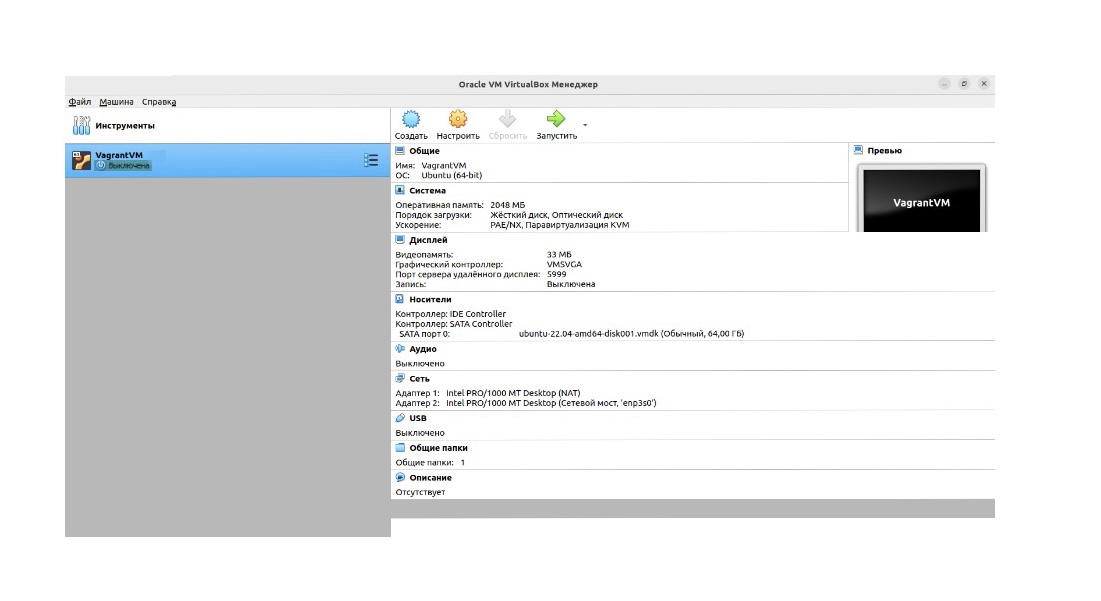 Oracle VM VirtualBox Менеджер
Файл Машина Справка
Инструменты
Создать Настроить Сбросить Запустить
VagrantVM
Выключена
Общие
Имя: VagrantVM
ОС: Ubuntu (64-bit)
Превью
VagrantVM
Система
Оперативная память: 2048 МБ
Порядок загрузки: Жёсткий диск, Оптический диск
Ускорение: PAE/NX, Паравиртуализация KVM
Дисплей
Видеопамять: 33 МБ
Графический контроллер: VMSVGA
Порт сервера удалённого дисплея: 5999
Запись: Выключена
Носители
Контроллер: IDE Controller
Контроллер: SATA Controller
SATA порт 0: ubuntu-22.04-amd64-disk001.vmdk (Обычный, 64,00 ГБ)
Аудио
Выключено
Сеть
Адаптер 1: Intel PRO/1000 MT Desktop (NAT)
Адаптер 2: Intel PRO/1000 MT Desktop (Сетевой мост, 'enp3s0')
USB
Выключено
Общие папки
Общие папки: 1
Описание
Отсутствует